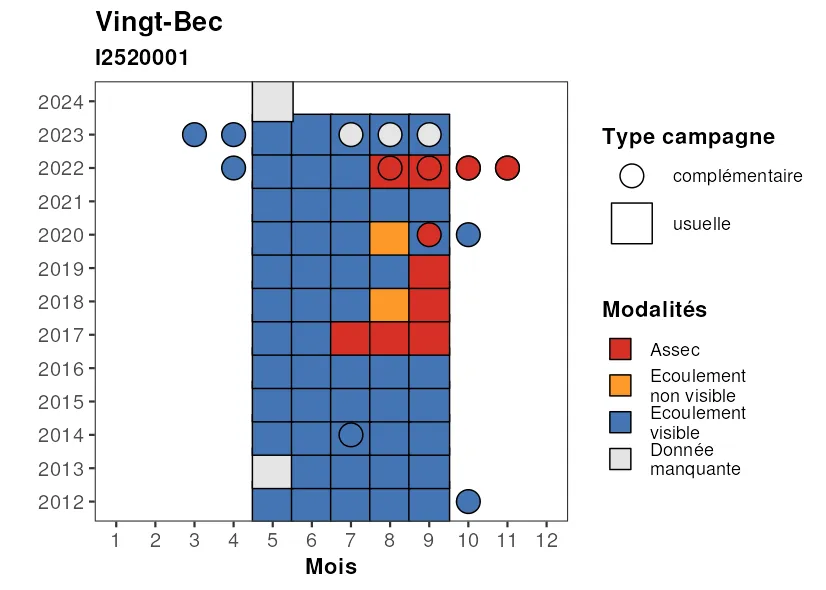 Vingt-Bec
I2520001
2024
2023
2022
2021
2020
2019
2018
2017
2016
2015
2014
2013
2012
1 2 3 4 5 6 7 8 9 10 11 12
Mois
Type campagne
complémentaire
usuelle
Modalités
Assec
Ecoulement
non visible
Ecoulement
visible
Donnée
manquante